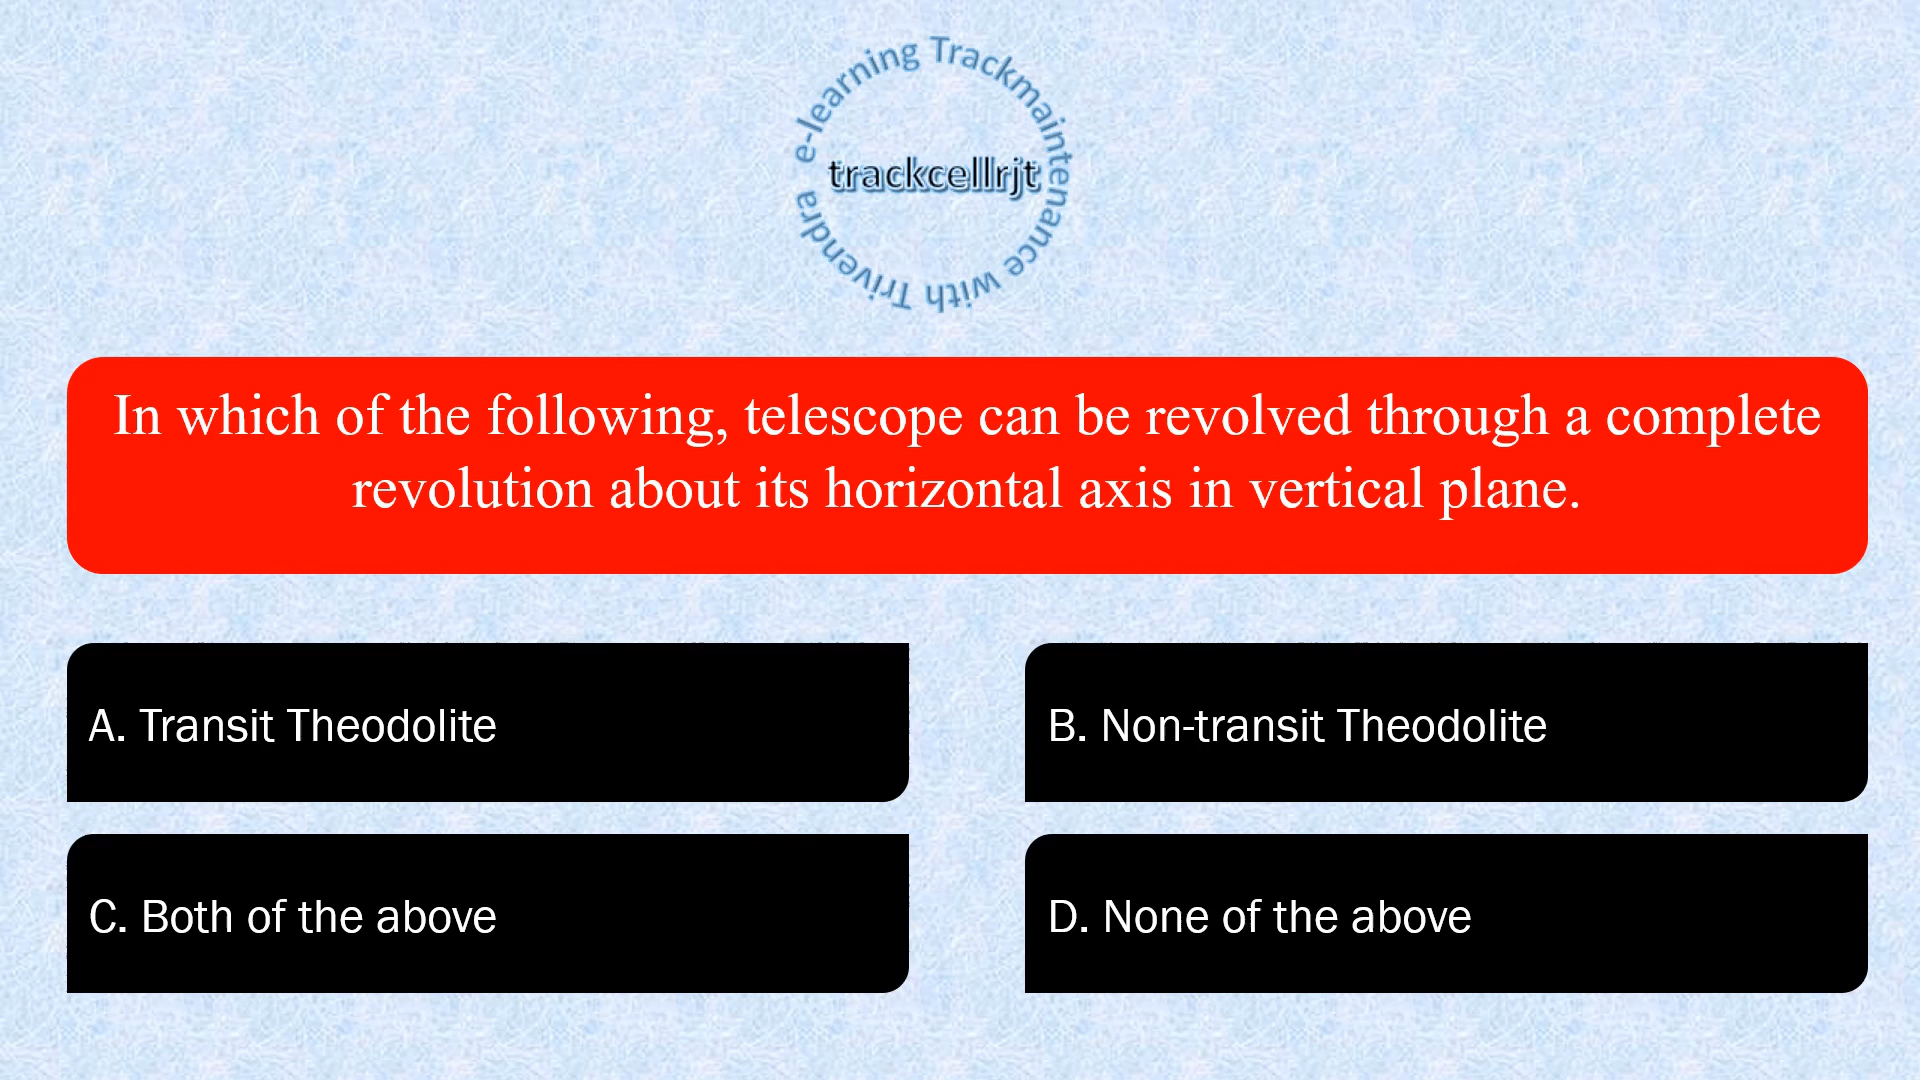 e-learning Trackmaintenance with Trivendra
trackcellrjt
In which of the following, telescope can be revolved through a complete
revolution about its horizontal axis in vertical plane.
A. Transit Theodolite
B. Non-transit Theodolite
C. Both of the above
D. None of the above